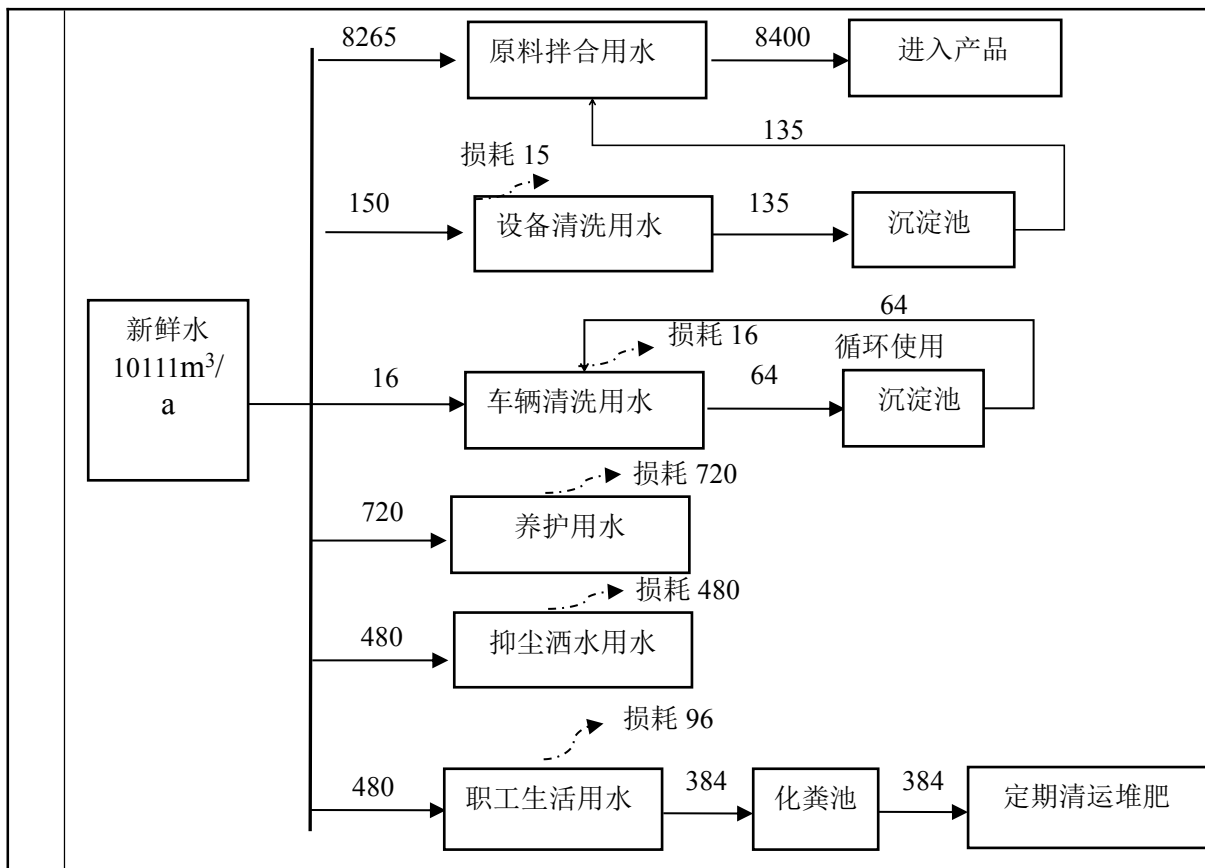 8265
原料拌合用水
8400
进入产品
135
损耗 15
150
设备清洗用水
135
沉淀池
64
新鲜水
10111m³/
a
损耗 16
循环使用
16
车辆清洗用水
64
沉淀池
损耗 720
720
养护用水
损耗 480
480
抑尘洒水用水
损耗 96
480
职工生活用水
384
化粪池
384
定期清运堆肥